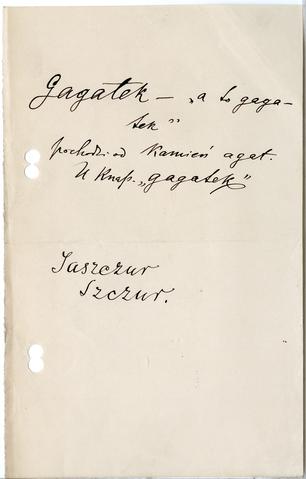 Gagatek – „a to gaga-
tek”
pochodzi od Kamień agat.
U Knap. „gagatek”
Jaszczur
Szczur.